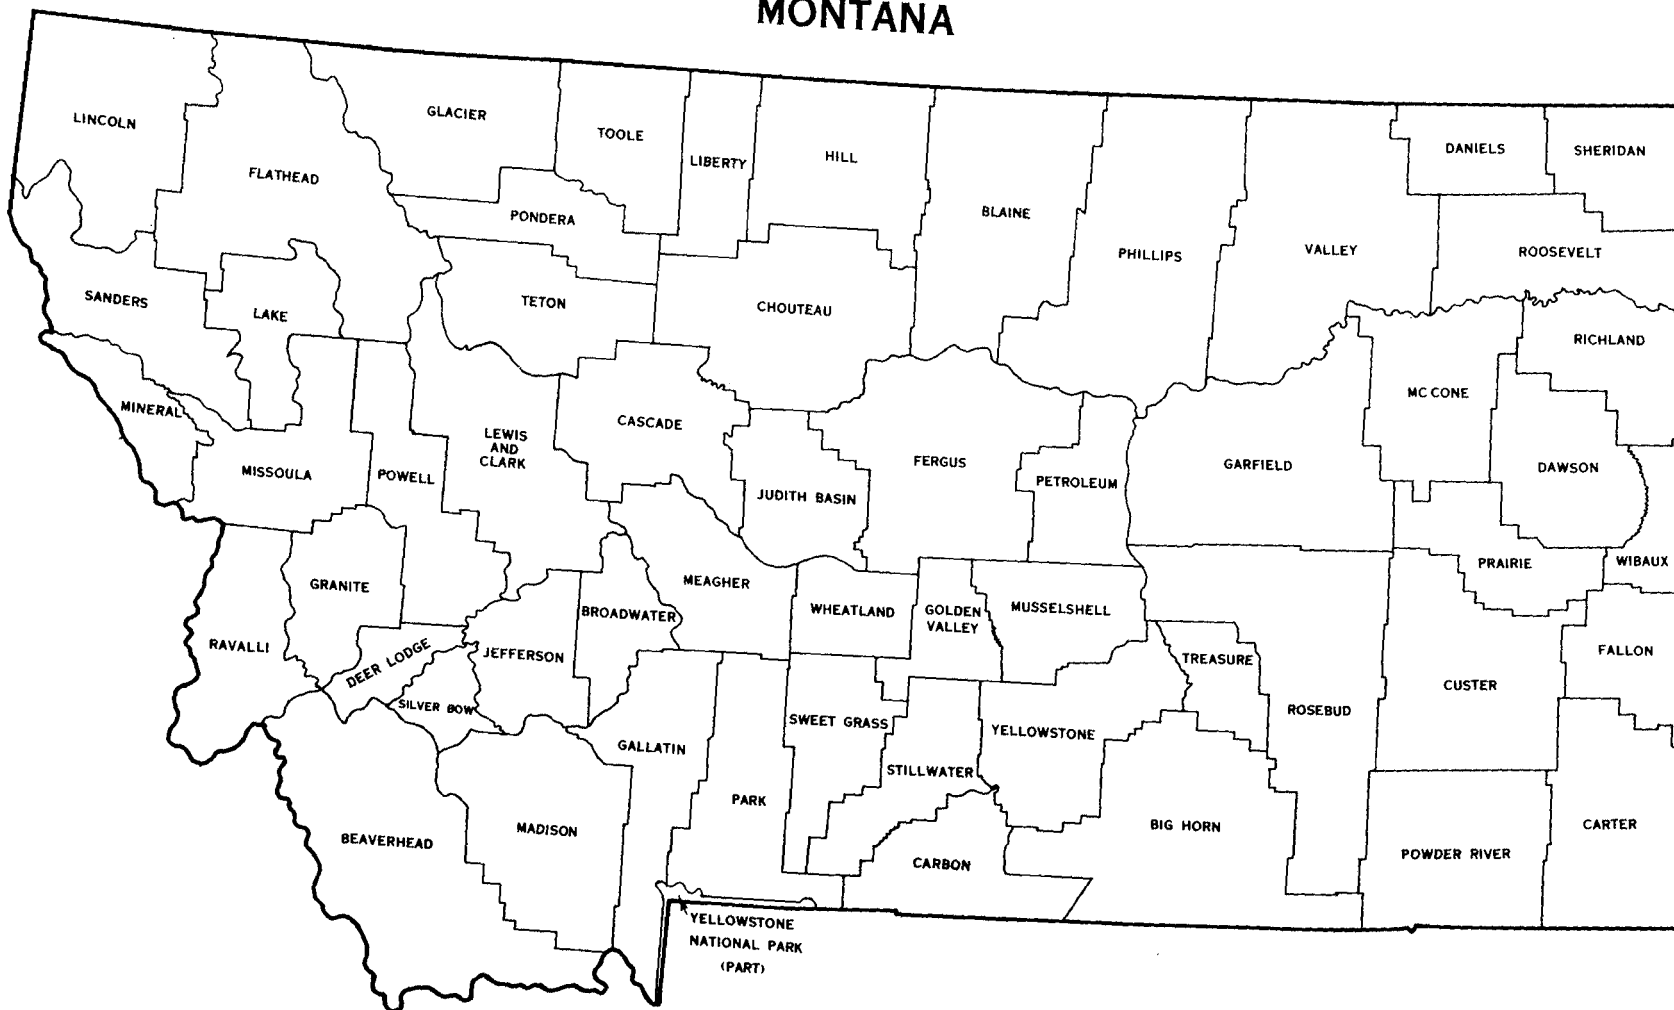 MONTANA
LINCOLN
GLACIER
TOOLE
LIBERTY
HILL
DANIELS
SHERIDAN
FLATHEAD
PONDERA
BLAINE
PHILLIPS
VALLEY
ROOSEVELT
SANDERS
LAKE
TETON
CHOUTEAU
RICHLAND
MINERAL
MISSOULA
POWELL
LEWIS
AND
CLARK
CASCADE
JUDITH BASIN
FERGUS
PETROLEUM
GARFIELD
MC CONE
DAWSON
PRAIRIE
WIBAUX
GRANITE
RAVALLI
DEER LODGE
SILVER BOW
JEFFERSON
BROADWATER
MEAGHER
WHEATLAND
GOLDEN
VALLEY
MUSSELSHELL
TREASURE
ROSEBUD
CUSTER
FALLON
BEAVERHEAD
MADISON
GALLATIN
PARK
SWEET GRASS
STILLWATER
YELLOWSTONE
CARBON
BIG HORN
POWDER RIVER
CARTER
YELLOWSTONE
NATIONAL PARK
(PART)